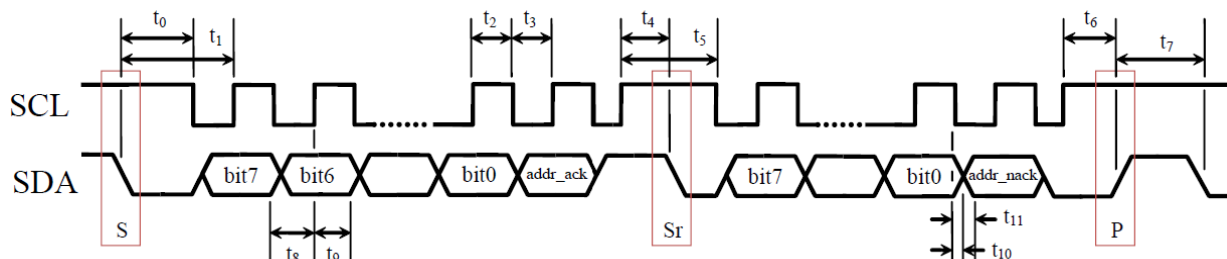 t0 t2 t3 t4 t6
t1 t5 t7
SCL
SDA bit7 bit6 bit0 addr_ack bit7 bit0 addr_nack
S Sr t11 P
t8 t9 t10